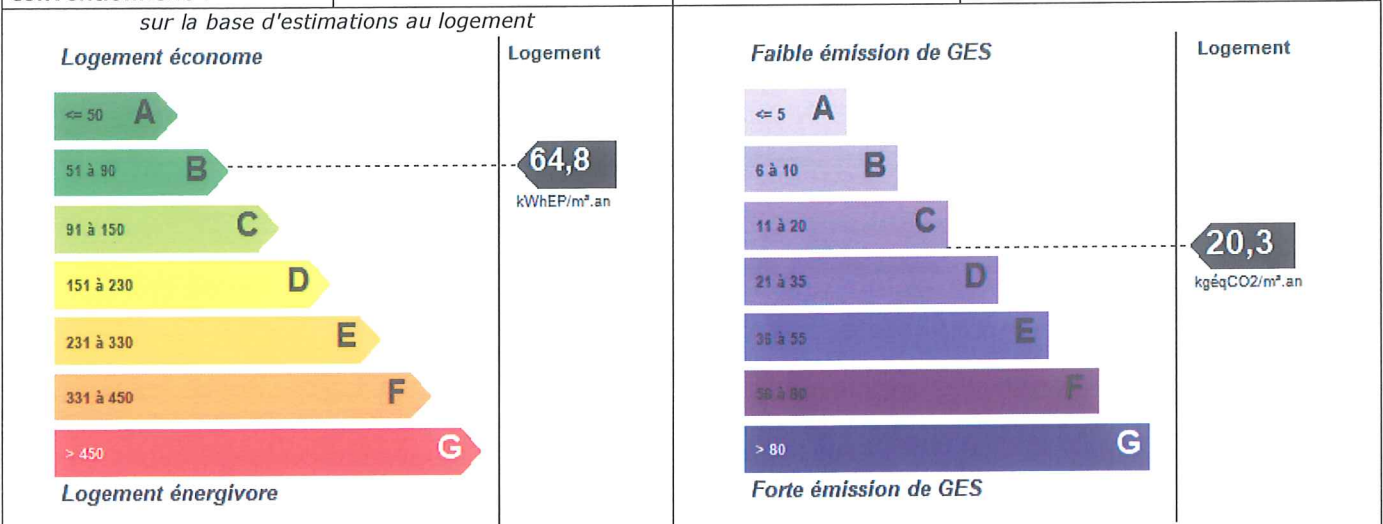 sur la base d'estimations au logement
Logement économe
Logement
<= 50 A
51 à 90 B
64,8
kWhEP/m².an
91 à 150 C
151 à 230 D
231 à 330 E
331 à 450 F
> 450 G
Logement énergivore
Faible émission de GES
Logement
<= 5 A
6 à 10 B
11 à 20 C
20,3
kgéqCO2/m².an
21 à 35 D
36 à 55 E
56 à 80 F
> 80 G
Forte émission de GES